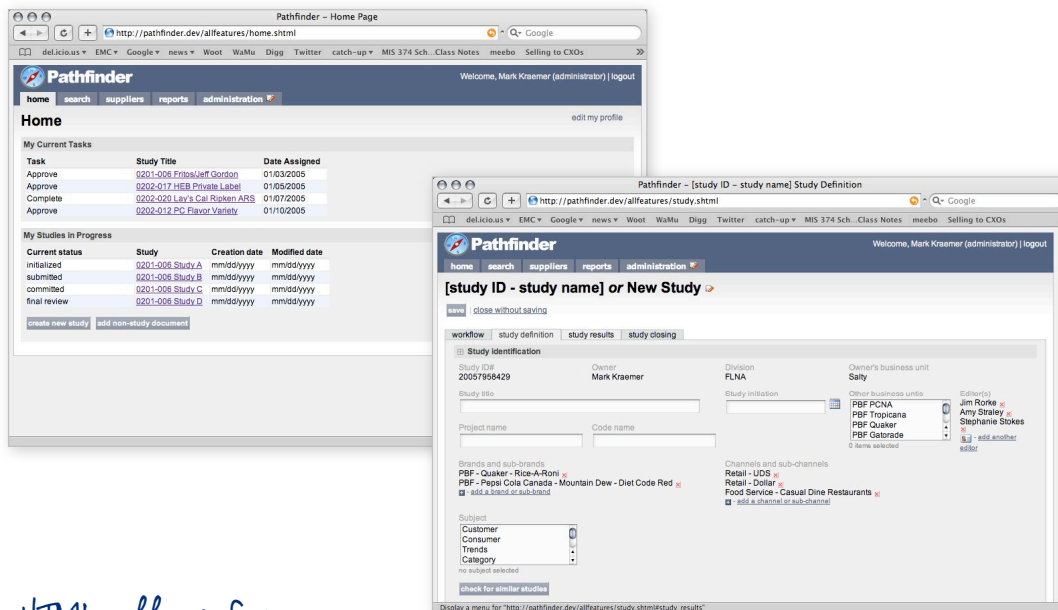 Pathfinder – Home Page
http://pathfinder.dev/allfeatures/home.shtml
Google
del.icio.us EMC Google news Woot WaMu Digg Twitter catch-up MIS 374 Sch...Class Notes meebo Selling to CXOs
Pathfinder
Welcome, Mark Kraemer (administrator) | logout
home search suppliers reports administration
Home
edit my profile
My Current Tasks
Task Study Title Date Assigned
Approve 0201-006 Fritos/Jeff Gordon 01/03/2005
Approve 0202-017 HEB Private Label 01/05/2005
Complete 0202-020 Lay's Cal Ripken ARS 01/07/2005
Approve 0202-012 PC Flavor Variety 01/10/2005
My Studies in Progress
Current status Study Creation date Modified date
initialized 0201-006 Study A mm/dd/yyyy mm/dd/yyyy
submitted 0201-006 Study B mm/dd/yyyy mm/dd/yyyy
committed 0201-006 Study C mm/dd/yyyy mm/dd/yyyy
final review 0201-006 Study D mm/dd/yyyy mm/dd/yyyy
create new study add non-study document
Pathfinder – [study ID – study name] Study Definition
http://pathfinder.dev/allfeatures/study.shtml
Google
del.icio.us EMC Google news Woot WaMu Digg Twitter catch-up MIS 374 Sch...Class Notes meebo Selling to CXOs
Pathfinder
Welcome, Mark Kraemer (administrator) | logout
home search suppliers reports administration
[study ID - study name] or New Study
save close without saving
workflow study definition study results study closing
Study identification
Study ID# Owner Division Owner's business unit
20057958429 Mark Kraemer FLNA Salty
Study title Study initiation Other business units Editor(s)
PBF PCNA Jim Rorke
PBF Tropicana Amy Straley
PBF Quaker Stephanie Stokes
PBF Gatorade - add another editor
0 items selected
Project name Code name
Brands and sub-brands Channels and sub-channels
PBF - Quaker - Rice-A-Roni Retail - UDS
PBF - Pepsi Cola Canada - Mountain Dew - Diet Code Red Retail - Dollar
- add a brand or sub-brand Food Service - Casual Dine Restaurants
- add a channel or sub-channel
Subject
Customer
Consumer
Trends
Category
no subject selected
check for similar studies
Display a menu for "http://pathfinder.dev/allfeatures/study.shtml#study_results"